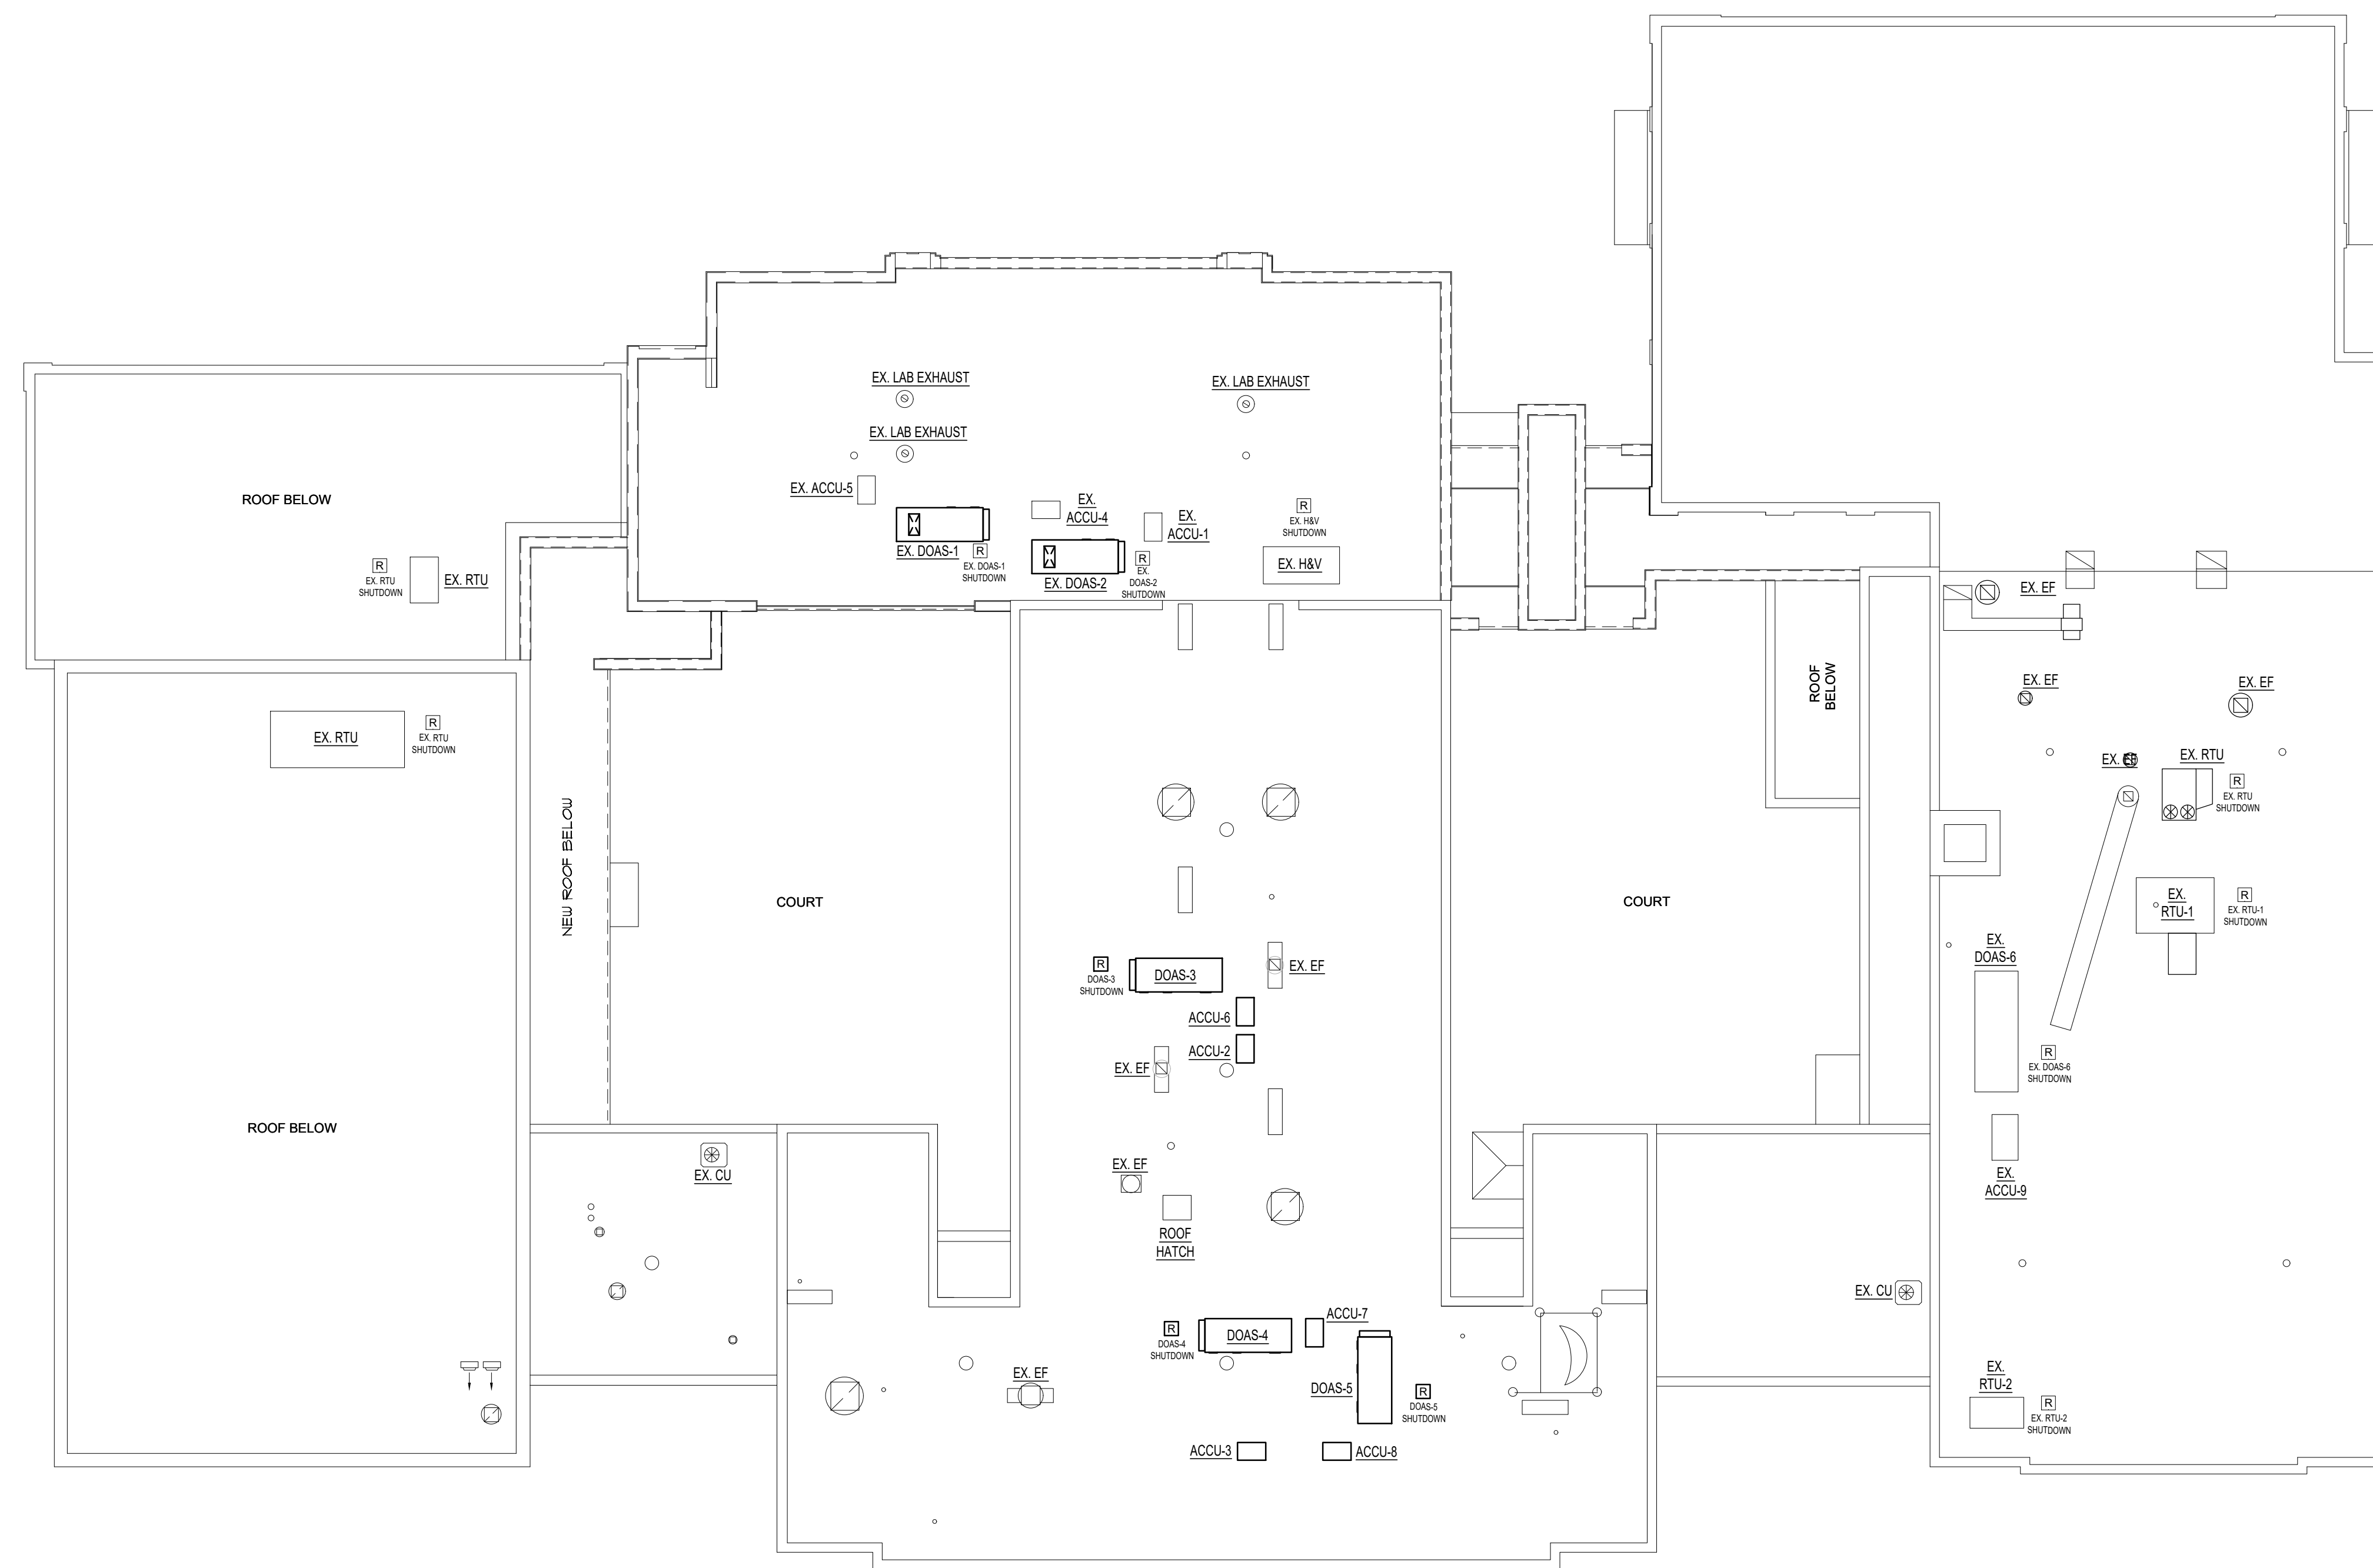 EX. LAB EXHAUST
EX. LAB EXHAUST
EX. LAB EXHAUST
ROOF BELOW
EX. ACCU-5
EX.
ACCU-4
EX.
ACCU-1
R
EX. H&V
SHUTDOWN
EX. DOAS-1
R
EX. DOAS-1
SHUTDOWN
EX. DOAS-2
R
EX.
DOAS-2
SHUTDOWN
EX. H&V
R
EX. RTU
SHUTDOWN
EX. RTU
EX. EF
ROOF
BELOW
EX. EF
EX. EF
EX. RTU
R
EX. RTU
SHUTDOWN
EX. EF
EX. RTU
R
EX. RTU
SHUTDOWN
NEW ROOF BELOW
COURT
COURT
EX.
RTU-1
R
EX. RTU-1
SHUTDOWN
EX.
DOAS-6
R
DOAS-3
SHUTDOWN
DOAS-3
EX. EF
ACCU-6
ACCU-2
EX. EF
R
EX. DOAS-6
SHUTDOWN
ROOF BELOW
EX. CU
EX. EF
EX.
ACCU-9
ROOF
HATCH
EX. CU
R
DOAS-4
SHUTDOWN
DOAS-4
ACCU-7
EX. EF
DOAS-5
R
DOAS-5
SHUTDOWN
EX.
RTU-2
R
EX. RTU-2
SHUTDOWN
ACCU-3
ACCU-8